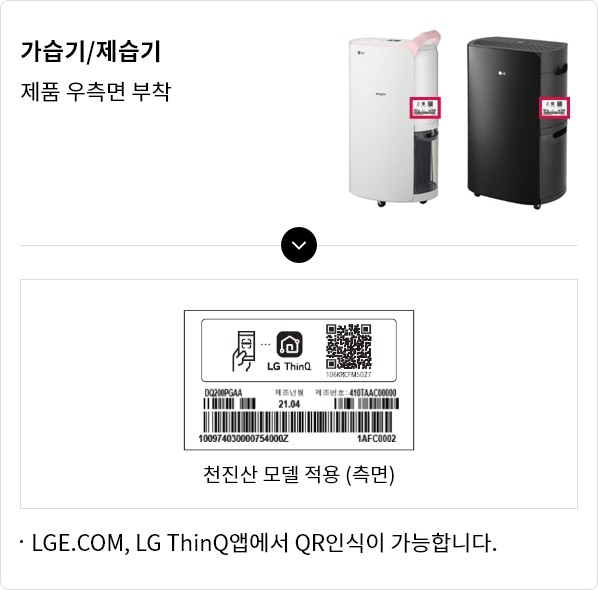 가습기/제습기
제품 우측면 부착
LG ThinQ
106KRCFM5027
DQ200PGAA 제조년월 제조번호: 410TAAC00000
21.04
100974030000754000Z 1AFC0002
천진산 모델 적용 (측면)
· LGE.COM, LG ThinQ앱에서 QR인식이 가능합니다.